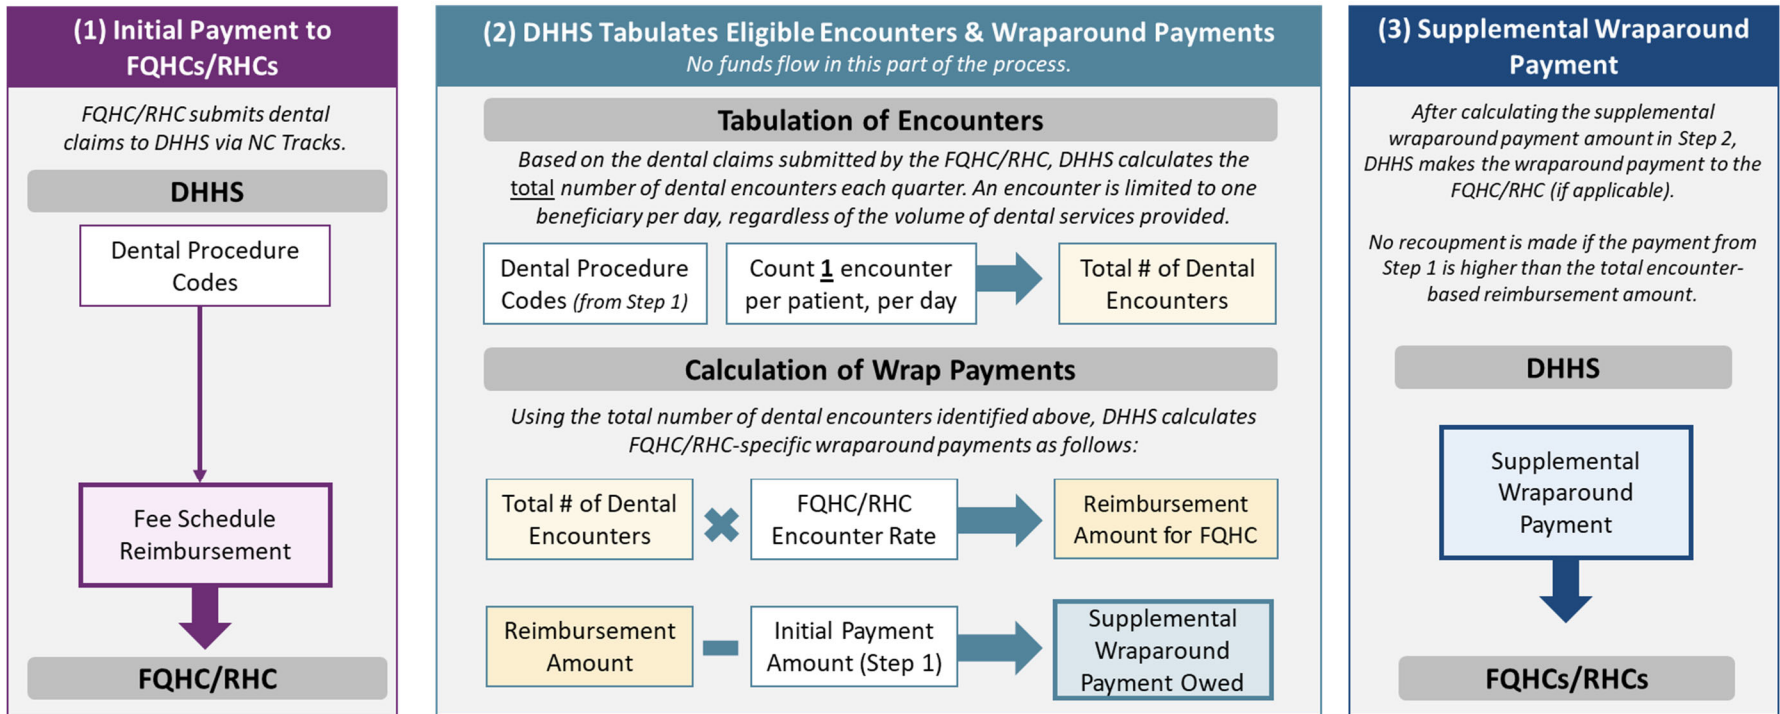 (1) Initial Payment to
FQHCs/RHCs
FQHC/RHC submits dental
claims to DHHS via NC Tracks.
DHHS
Dental Procedure
Codes
Fee Schedule
Reimbursement
FQHC/RHC
(2) DHHS Tabulates Eligible Encounters & Wraparound Payments
No funds flow in this part of the process.
Tabulation of Encounters
Based on the dental claims submitted by the FQHC/RHC, DHHS calculates the
total number of dental encounters each quarter. An encounter is limited to one
beneficiary per day, regardless of the volume of dental services provided.
Dental Procedure
Codes (from Step 1)
Count 1 encounter
per patient, per day
Total # of Dental
Encounters
Calculation of Wrap Payments
Using the total number of dental encounters identified above, DHHS calculates
FQHC/RHC-specific wraparound payments as follows:
Total # of Dental
Encounters
FQHC/RHC
Encounter Rate
Reimbursement
Amount for FQHC
Reimbursement
Amount
Initial Payment
Amount (Step 1)
Supplemental
Wraparound
Payment Owed
(3) Supplemental Wraparound
Payment
After calculating the supplemental
wraparound payment amount in Step 2,
DHHS makes the wraparound payment to the
FQHC/RHC (if applicable).
No recoupment is made if the payment from
Step 1 is higher than the total encounter-
based reimbursement amount.
DHHS
Supplemental
Wraparound
Payment
FQHCs/RHCs